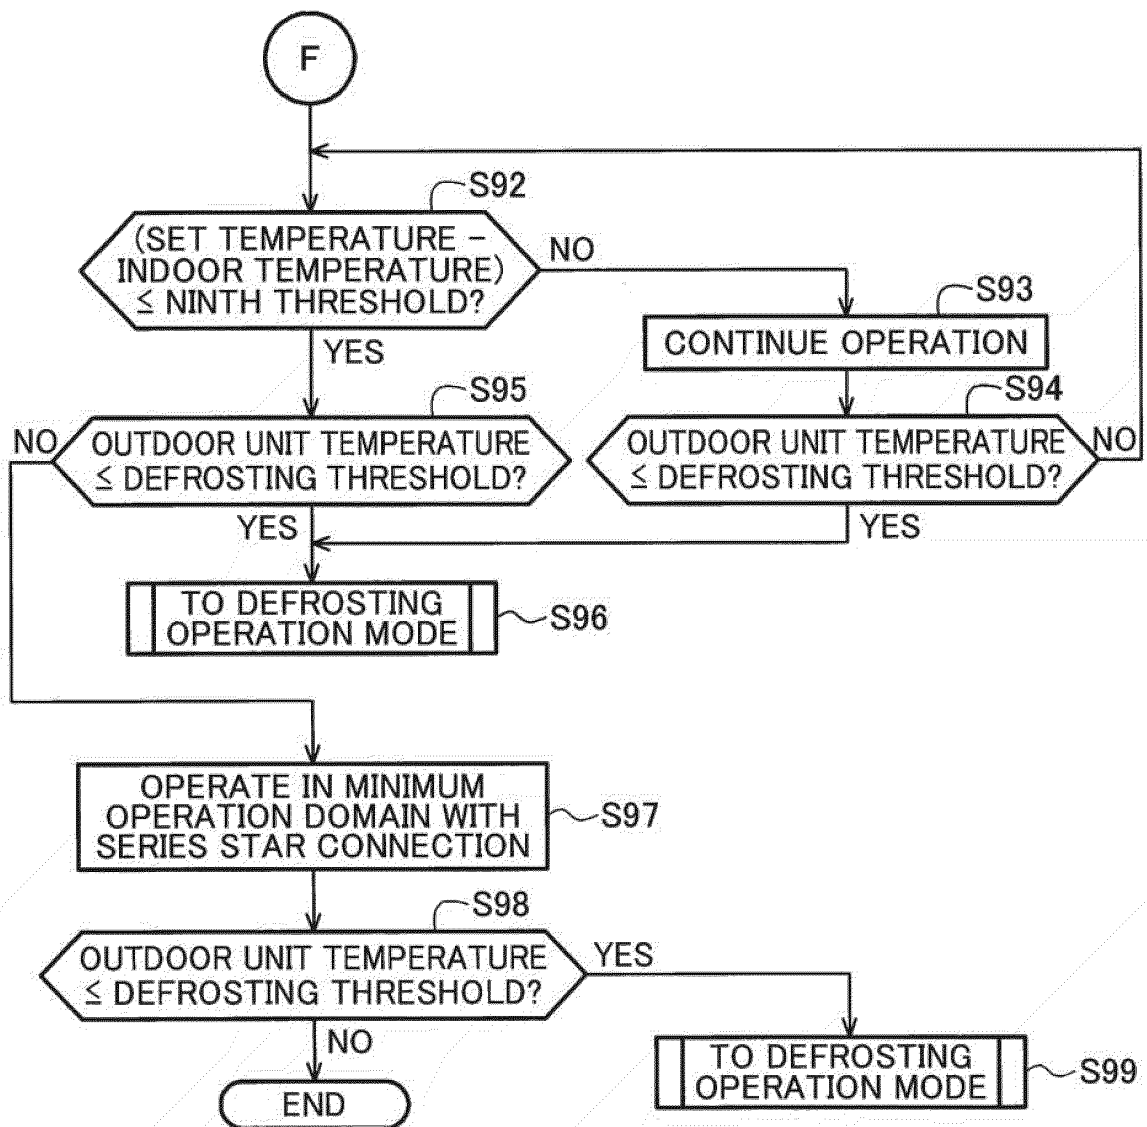 F
S92
(SET TEMPERATURE –
INDOOR TEMPERATURE)
≤ NINTH THRESHOLD?
NO
YES
S93
CONTINUE OPERATION
S95
NO
OUTDOOR UNIT TEMPERATURE
≤ DEFROSTING THRESHOLD?
YES
S94
OUTDOOR UNIT TEMPERATURE
≤ DEFROSTING THRESHOLD?
NO
YES
TO DEFROSTING
OPERATION MODE
S96
OPERATE IN MINIMUM
OPERATION DOMAIN WITH
SERIES STAR CONNECTION
S97
S98
OUTDOOR UNIT TEMPERATURE
≤ DEFROSTING THRESHOLD?
YES
NO
TO DEFROSTING
OPERATION MODE
S99
END